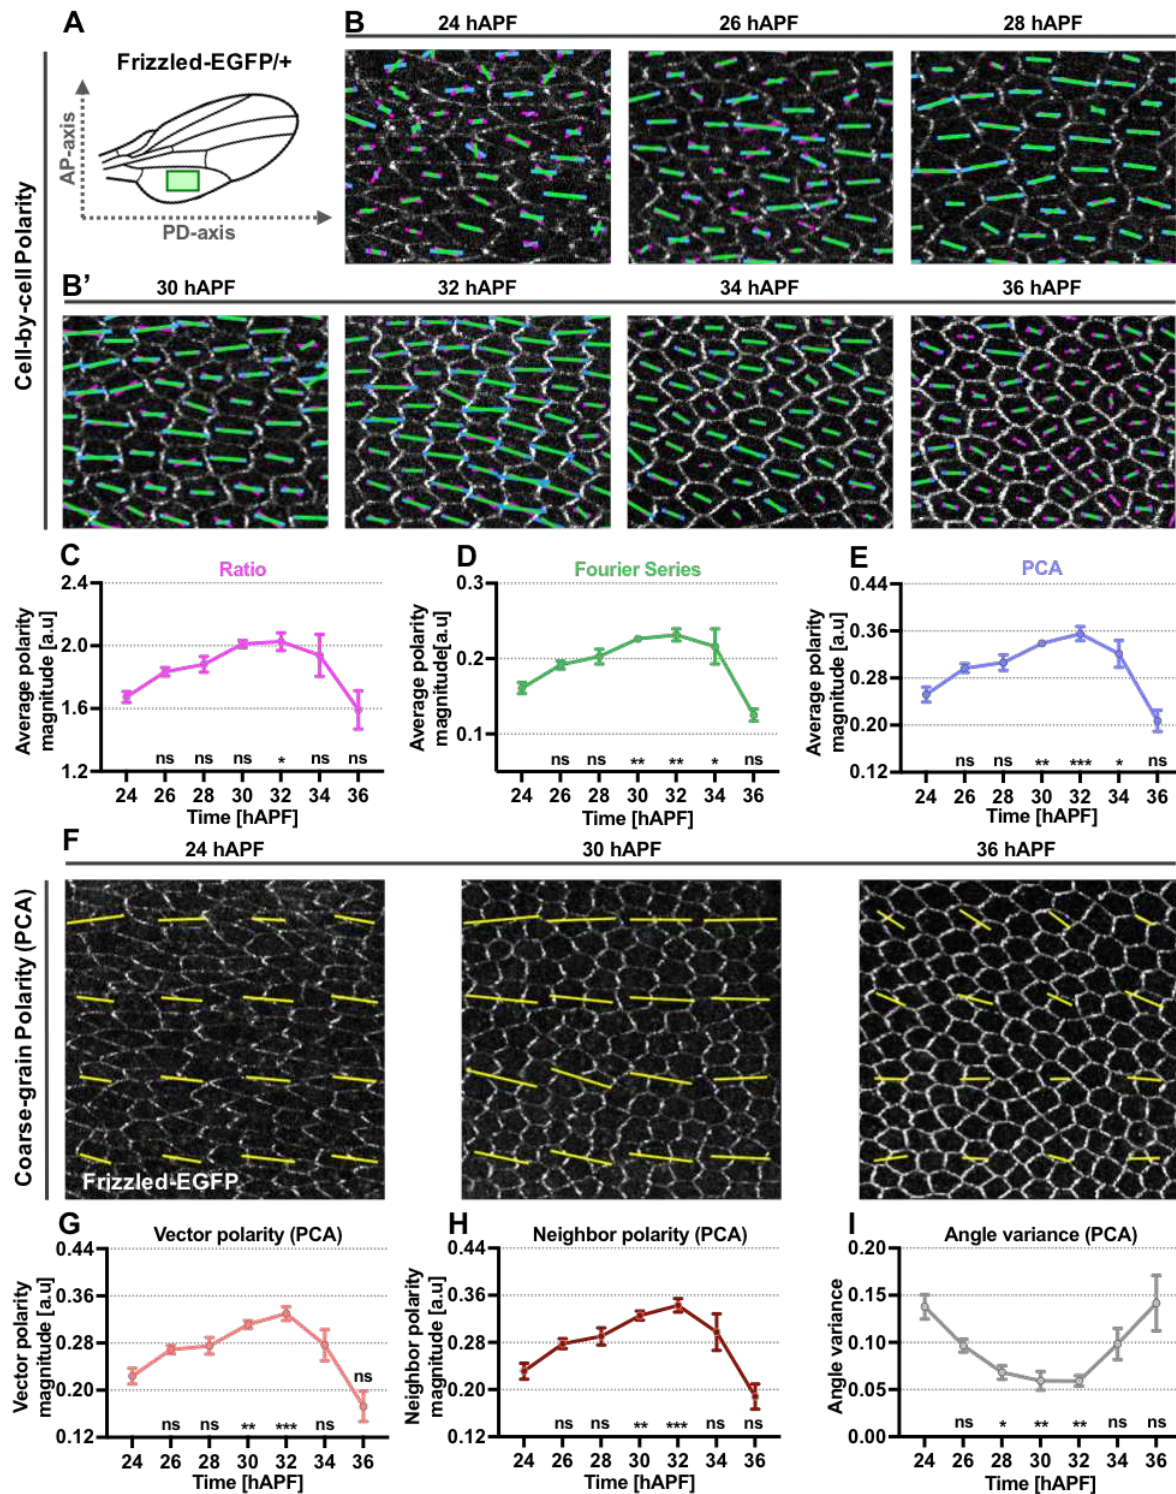 A
Frizzled-EGFP/+
AP-axis
PD-axis
Cell-by-cell Polarity
B
24 hAPF
26 hAPF
28 hAPF
B’
30 hAPF
32 hAPF
34 hAPF
36 hAPF
C
Ratio
Average polarity
magnitude [a.u]
2.4
2.0
1.6
1.2
ns ns ns * ns ns
24 26 28 30 32 34 36
Time [hAPF]
D
Fourier Series
Average polarity
magnitude[a.u]
0.3
0.2
0.1
ns ns ** ** * ns
24 26 28 30 32 34 36
Time [hAPF]
E
PCA
Average polarity
magnitude [a.u]
0.44
0.36
0.28
0.20
0.12
ns ns ** *** * ns
24 26 28 30 32 34 36
Time [hAPF]
Coarse-grain Polarity (PCA)
F
24 hAPF
30 hAPF
36 hAPF
Frizzled-EGFP
G
Vector polarity (PCA)
Vector polarity
magnitude [a.u]
0.44
0.36
0.28
0.20
0.12
ns
ns ns ** *** ns
24 26 28 30 32 34 36
Time [hAPF]
H
Neighbor polarity (PCA)
Neighbor polarity
magnitude [a.u]
0.44
0.36
0.28
0.20
0.12
ns ns ** *** ns ns
24 26 28 30 32 34 36
Time [hAPF]
I
Angle variance (PCA)
Angle variance
0.20
0.15
0.10
0.05
0.00
ns * ** ** ns ns
24 26 28 30 32 34 36
Time [hAPF]